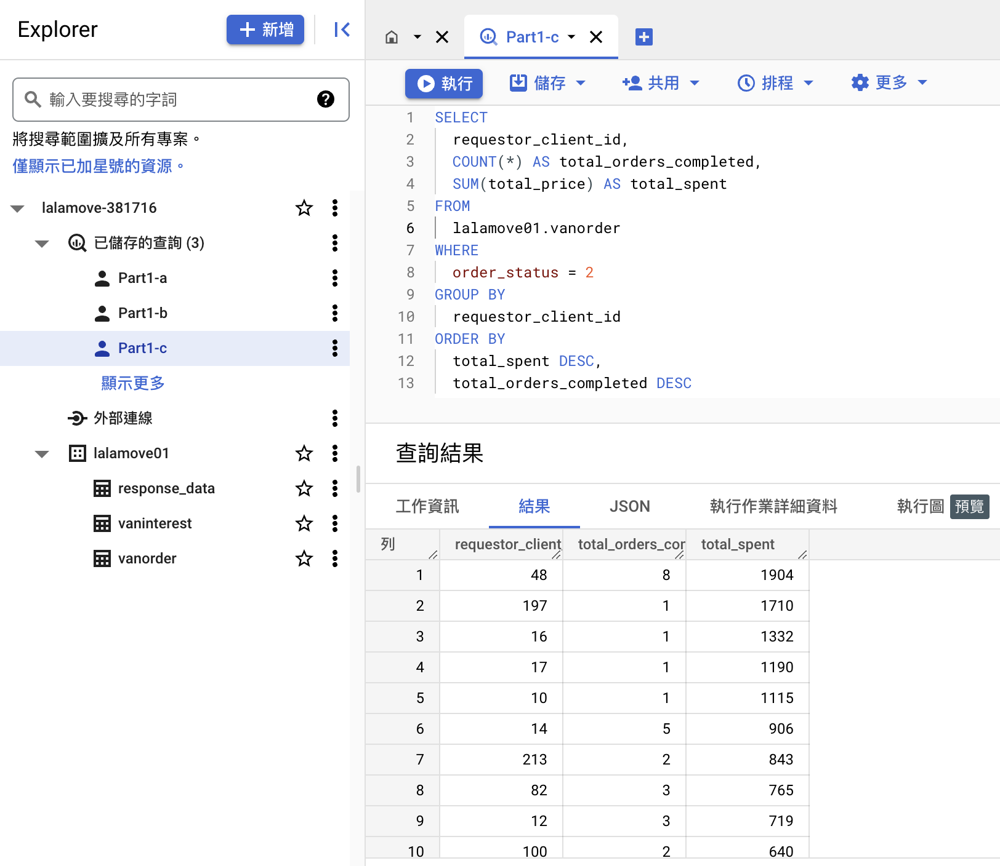 Explorer
新增
輸入要搜尋的字詞
將搜尋範圍擴及所有專案。
僅顯示已加星號的資源。
lalamove-381716
已儲存的查詢 (3)
Part1-a
Part1-b
Part1-c
顯示更多
外部連線
lalamove01
response_data
vaninterest
vanorder
Part1-c
執行 儲存 共用 排程 更多
1 SELECT
2 requestor_client_id,
3 COUNT(*) AS total_orders_completed,
4 SUM(total_price) AS total_spent
5 FROM
6 lalamove01.vanorder
7 WHERE
8 order_status = 2
9 GROUP BY
10 requestor_client_id
11 ORDER BY
12 total_spent DESC,
13 total_orders_completed DESC
查詢結果
工作資訊 結果 JSON 執行作業詳細資料 執行圖 預覽
列 requestor_client total_orders_cor total_spent
1 48 8 1904
2 197 1 1710
3 16 1 1332
4 17 1 1190
5 10 1 1115
6 14 5 906
7 213 2 843
8 82 3 765
9 12 3 719
10 100 2 640